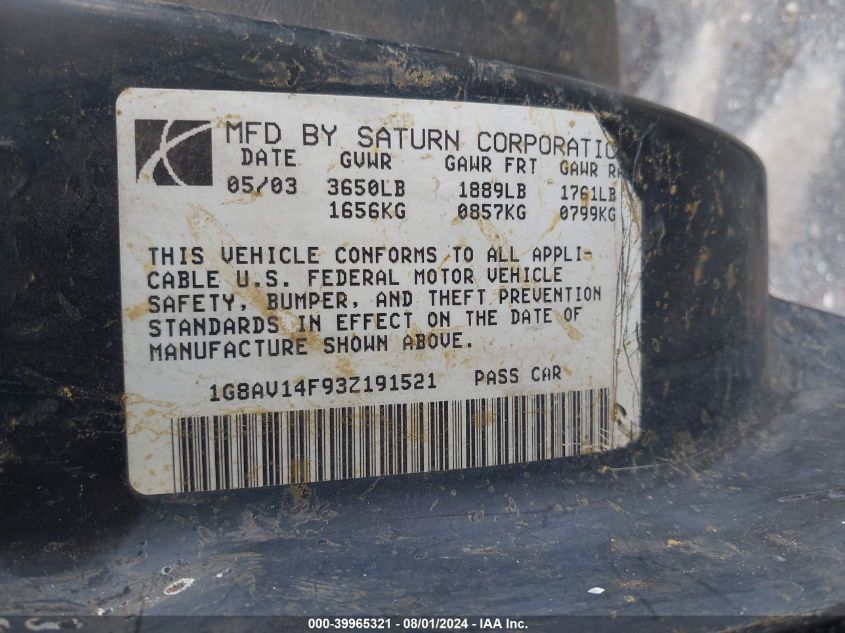 MFD BY SATURN CORPORATIO
DATE GVWR GAWR FRT GAWR R
05/03 3650LB 1889LB 1761LB
1656KG 0857KG 0799KG
THIS VEHICLE CONFORMS TO ALL APPLI-
CABLE U.S. FEDERAL MOTOR VEHICLE
SAFETY, BUMPER, AND THEFT PREVENTION
STANDARDS IN EFFECT ON THE DATE OF
MANUFACTURE SHOWN ABOVE.
1G8AV14F93Z191521 PASS CAR
000-39965321 - 08/01/2024 - IAA Inc.